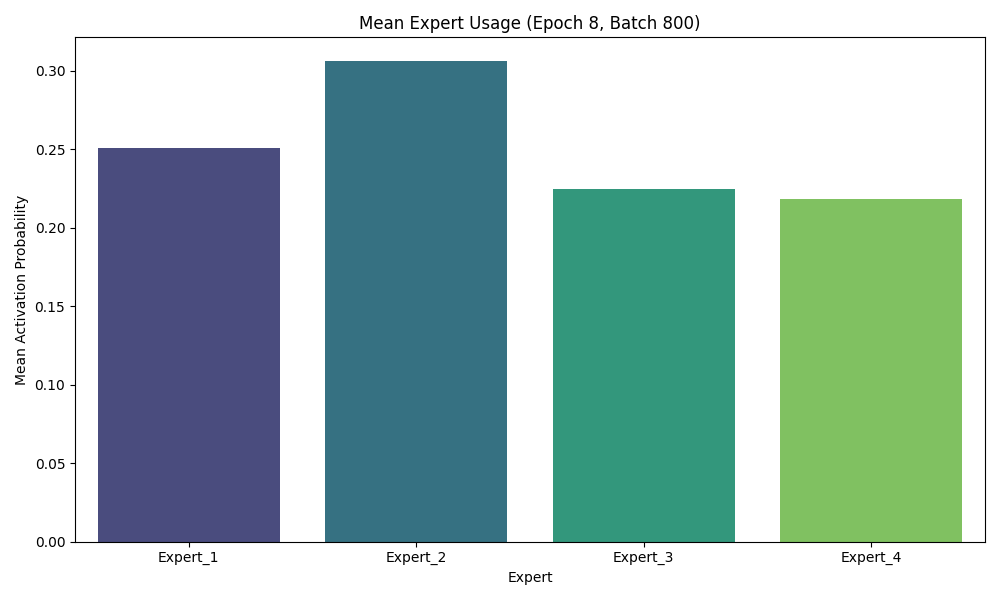 Mean Expert Usage (Epoch 8, Batch 800)
Mean Activation Probability
0.30
0.25
0.20
0.15
0.10
0.05
0.00
Expert_1 Expert_2 Expert_3 Expert_4
Expert